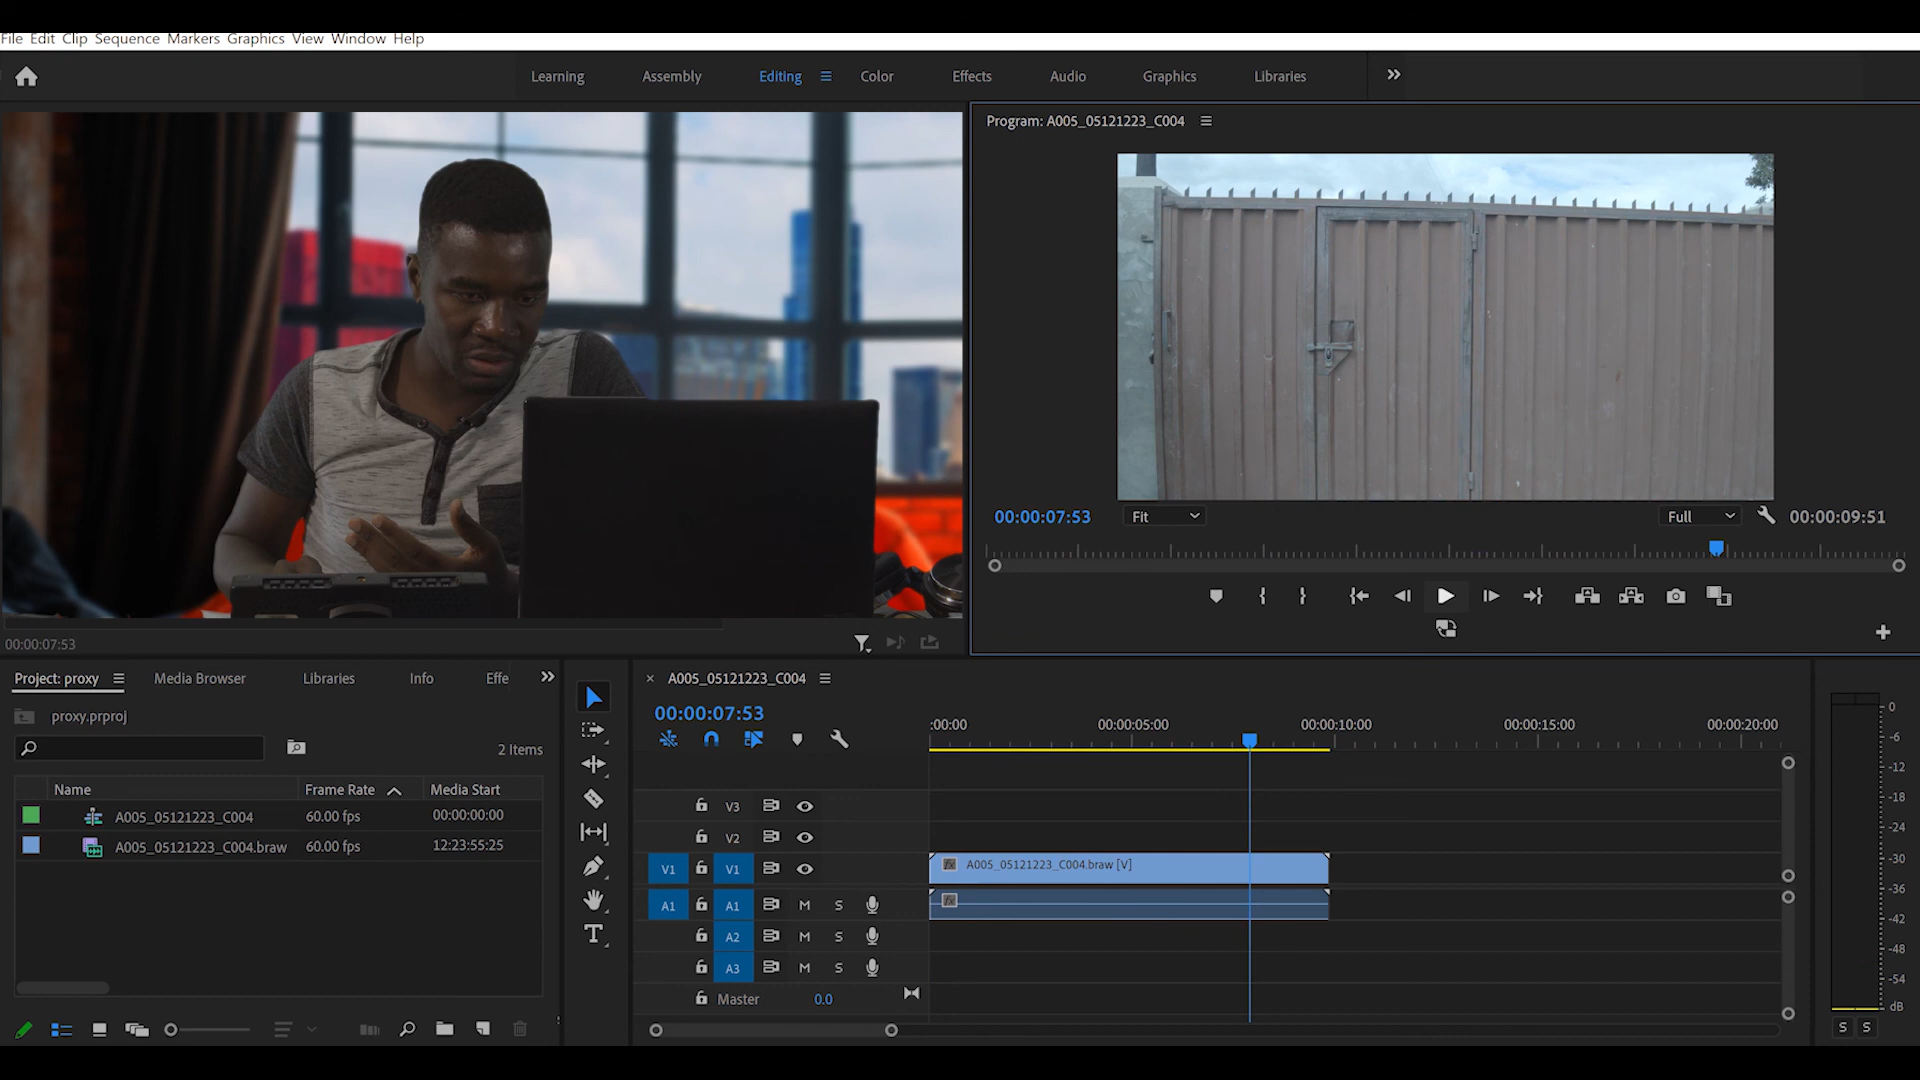 File Edit Clip Sequence Markers Graphics View Window Help
Learning Assembly Editing Color Effects Audio Graphics Libraries
Program: A005_05121223_C004
00:00:07:53 Fit Full 00:00:09:51
00:00:07:53
Project: proxy Media Browser Libraries Info Effe
proxy.prproj
2 Items
Name Frame Rate Media Start
A005_05121223_C004 60.00 fps 00:00:00:00
A005_05121223_C004.braw 60.00 fps 12:23:55:25
A005_05121223_C004
00:00:07:53
:00:00 00:00:05:00 00:00:10:00 00:00:15:00 00:00:20:00
V3
V2
V1 V1 fx A005_05121223_C004.braw [V]
A1 A1 M S fx
A2 M S
A3 M S
Master 0.0
0
-6
-12
-18
-24
-30
-36
-42
-48
-54
dB
S S